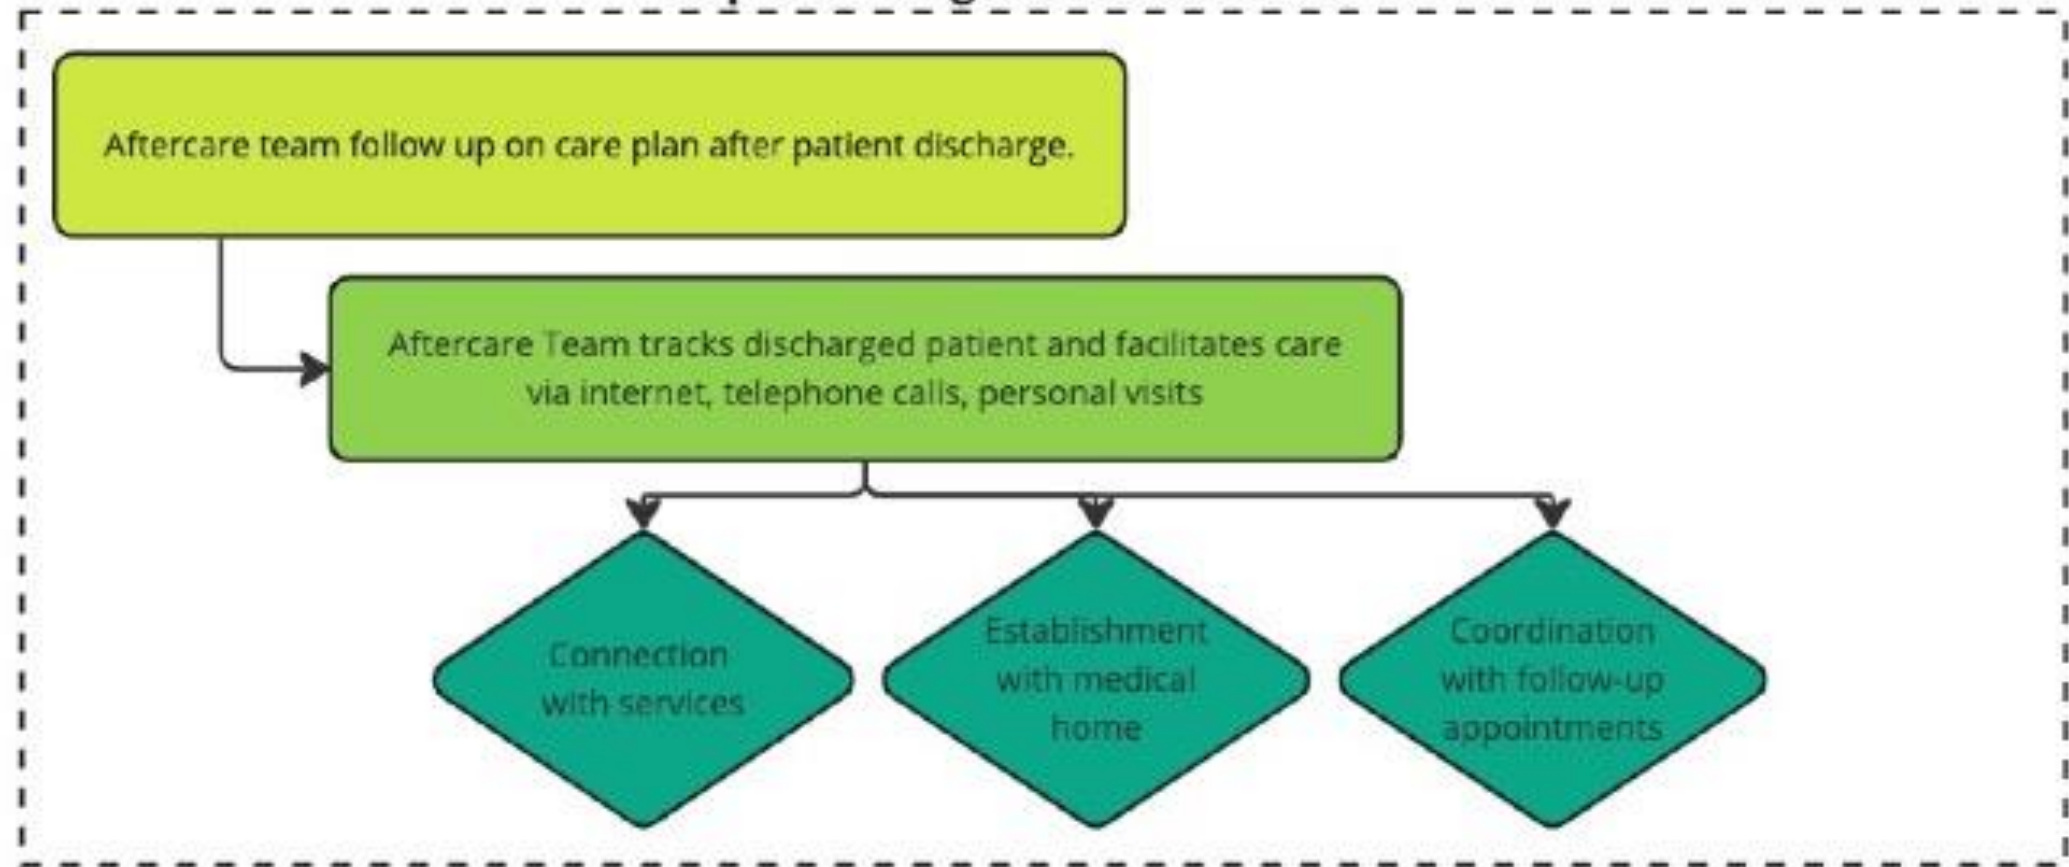 Aftercare team follow up on care plan after patient discharge.
Aftercare Team tracks discharged patient and facilitates care
via internet, telephone calls, personal visits
Connection
with services
Establishment
with medical
home
Coordination
with follow-up
appointments